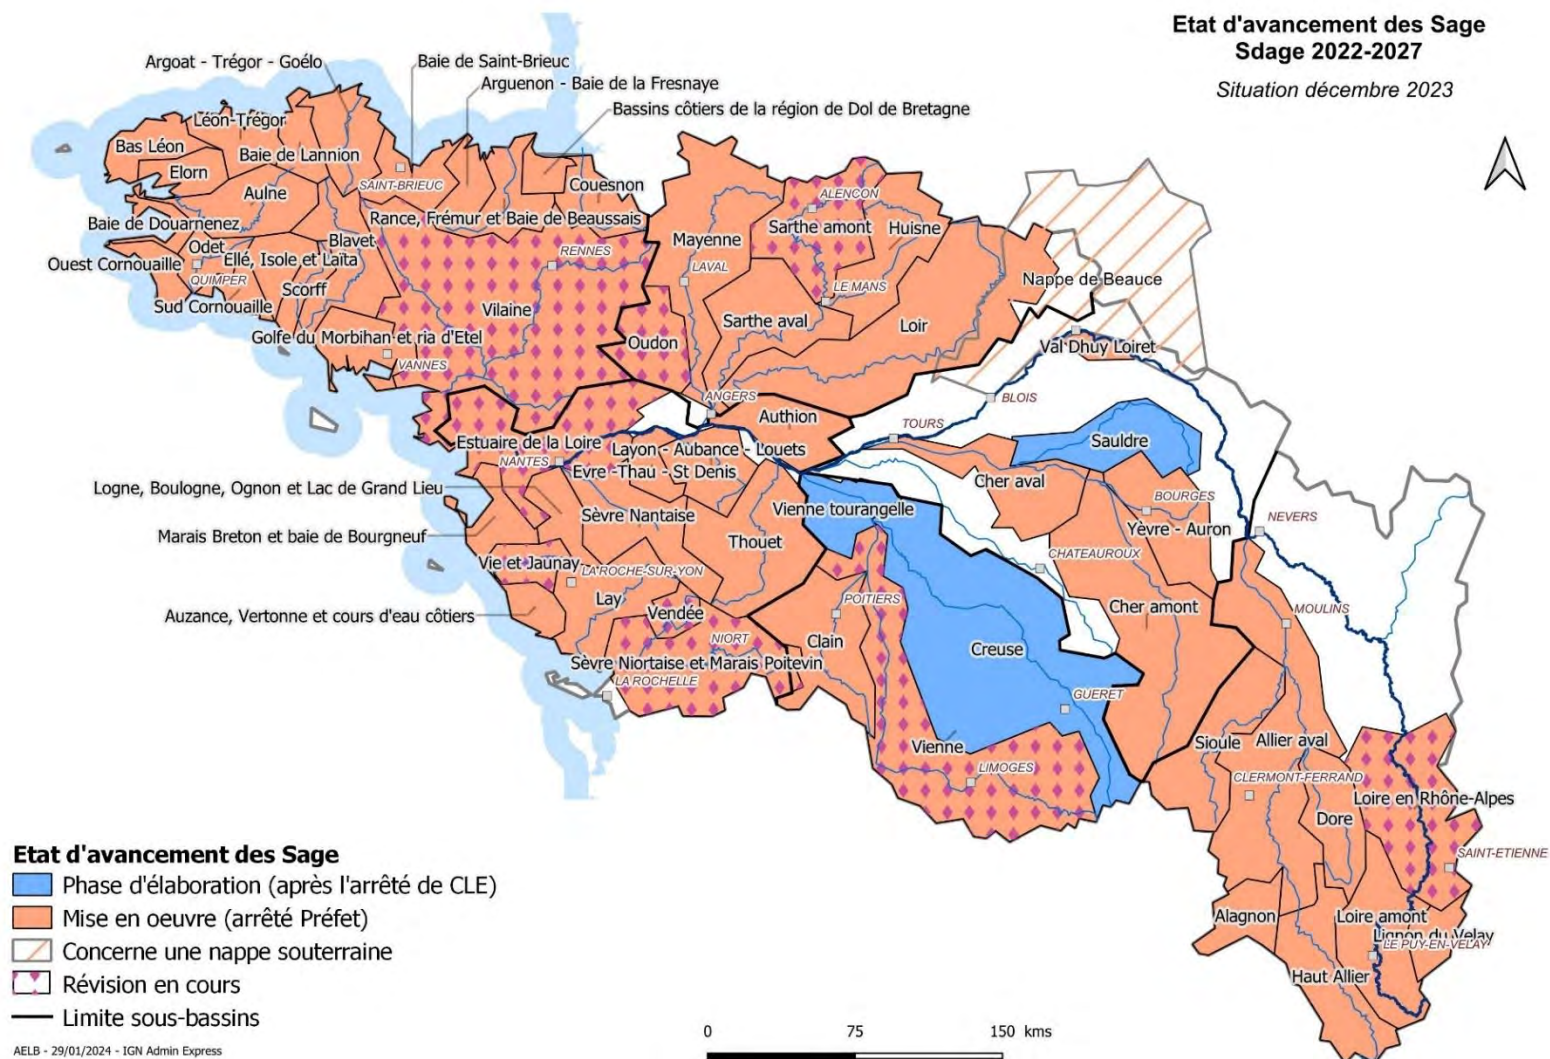 Etat d'avancement des Sage
Sdage 2022-2027
Situation décembre 2023
Argoat - Trégor - Goélo
Baie de Saint-Brieuc
Arguenon - Baie de la Fresnaye
Bassins côtiers de la région de Dol de Bretagne
Léon-Trégor
Bas Léon
Baie de Lannion
Elorn
SAINT-BRIEUC
Couesnon
Aulne
ALENCON
Rance, Frémur et Baie de Beaussais
Baie de Douarnenez
Sarthe amont
Huisne
Mayenne
Blavet
Odet
RENNES
Ellé, Isole et Laïta
Ouest Cornouaille
LAVAL
Nappe de Beauce
QUIMPER
Scorff
LE MANS
Sud Cornouaille
Vilaine
Sarthe aval
Loir
Golfe du Morbihan et ria d'Etel
Oudon
Val Dhuy Loiret
VANNES
ANGERS
BLOIS
Authion
TOURS
Estuaire de la Loire
Sauldre
Layon - Aubance - Louets
NANTES
Evre -Thau - St Denis
Cher aval
Logne, Boulogne, Ognon et Lac de Grand Lieu
BOURGES
Vienne tourangelle
Sèvre Nantaise
Yèvre - Auron
NEVERS
Marais Breton et baie de Bourgneuf
Thouet
CHATEAUROUX
Vie et Jaunay
LA ROCHE-SUR-YON
Lay
POITIERS
Cher amont
MOULINS
Auzance, Vertonne et cours d'eau côtiers
Vendée
NIORT
Clain
Creuse
Sèvre Niortaise et Marais Poitevin
LA ROCHELLE
GUERET
Vienne
Sioule
Allier aval
LIMOGES
CLERMONT-FERRAND
Loire en Rhône-Alpes
Dore
SAINT-ETIENNE
Alagnon
Loire amont
Lignon du Velay
LE PUY-EN-VELAY
Haut Allier
Etat d'avancement des Sage
Phase d'élaboration (après l'arrêté de CLE)
Mise en oeuvre (arrêté Préfet)
Concerne une nappe souterraine
Révision en cours
Limite sous-bassins
0 75 150 kms
AELB - 29/01/2024 - IGN Admin Express